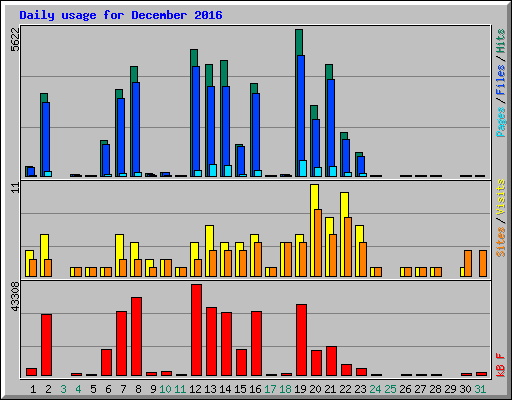 Daily usage for December 2016
5622
11
43308
Pages / Files / Hits
Sites / Visits
kB F
1 2 3 4 5 6 7 8 9 10 11 12 13 14 15 16 17 18 19 20 21 22 23 24 25 26 27 28 29 30 31